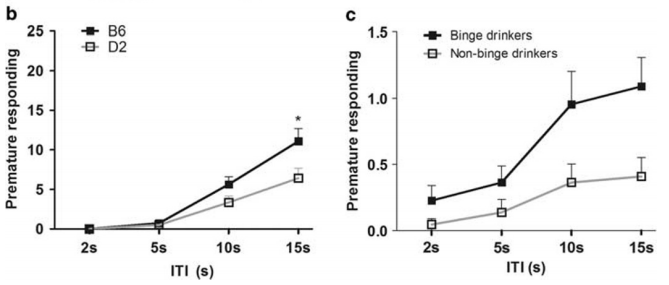 b
B6
D2
Premature responding
25
20
15
10
5
0
*
2s 5s 10s 15s
ITI (s)
c
Binge drinkers
Non-binge drinkers
Premature responding
1.5
1.0
0.5
0.0
2s 5s 10s 15s
ITI (s)